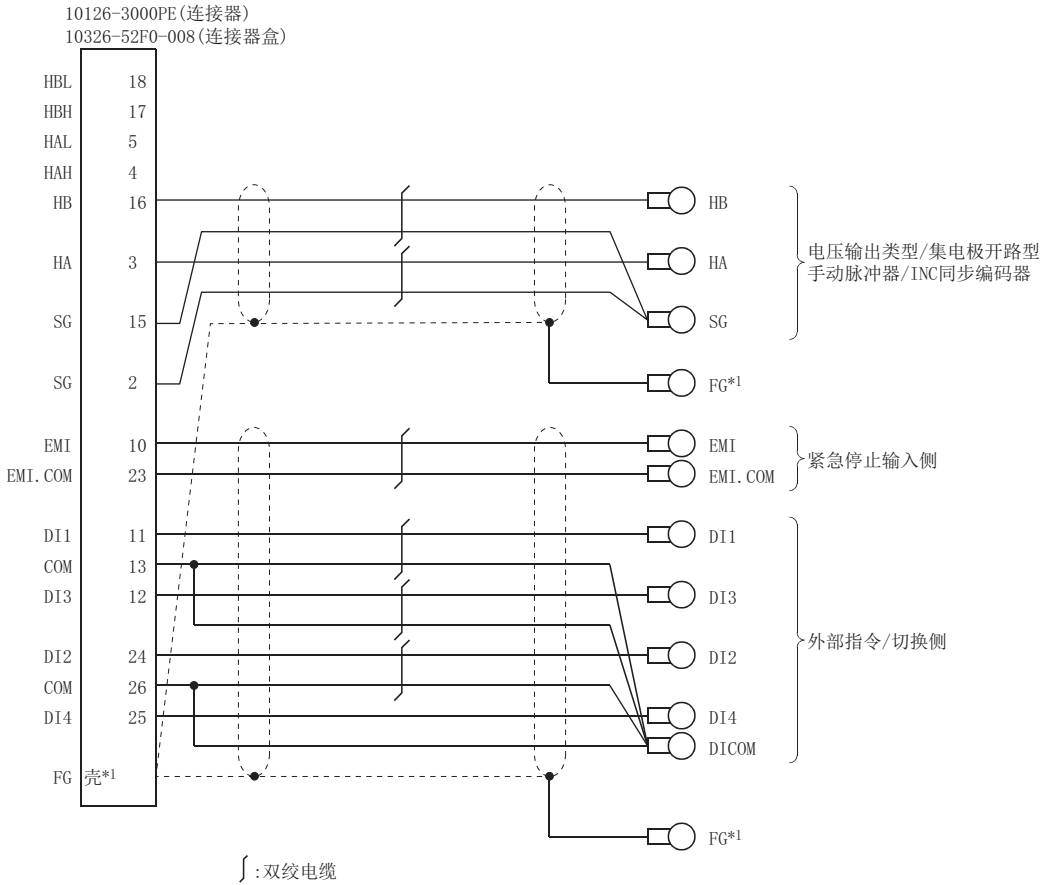 10126-3000PE(连接器)
10326-52F0-008(连接器盒)
HBL 18
HBH 17
HAL 5
HAH 4
HB 16 HB
HA 3 HA
SG 15 SG
SG 2 FG*1
电压输出类型/集电极开路型
手动脉冲器/INC同步编码器
EMI 10 EMI
EMI.COM 23 EMI.COM
紧急停止输入侧
DI1 11 DI1
COM 13
DI3 12 DI3
DI2 24 DI2
COM 26
DI4 25 DI4
DICOM
外部指令/切换侧
FG 壳*1
FG*1
:双绞电缆